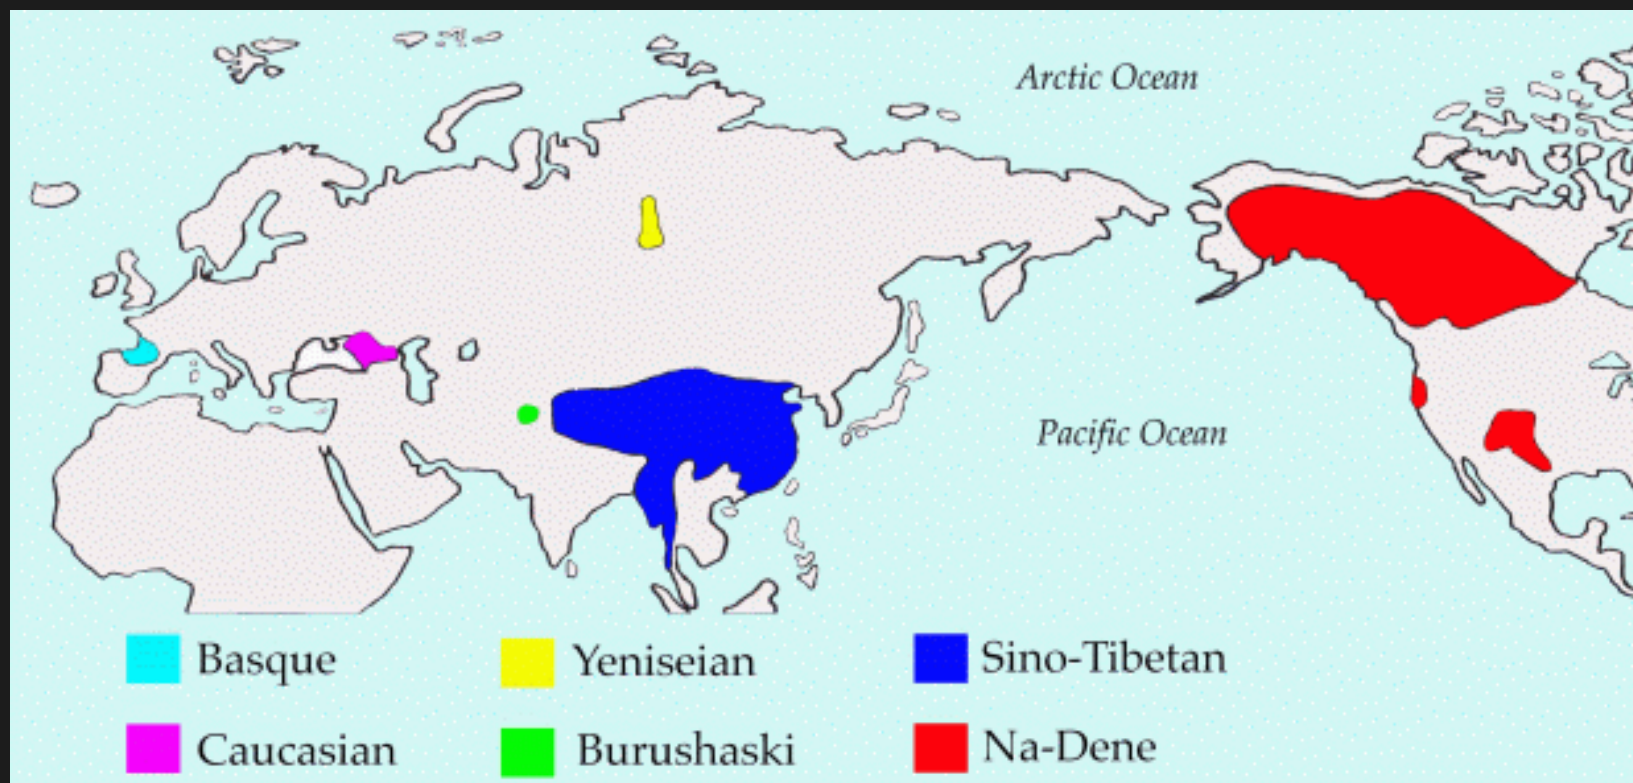 Arctic Ocean
Pacific Ocean
Basque
Yeniseian
Sino-Tibetan
Caucasian
Burushaski
Na-Dene